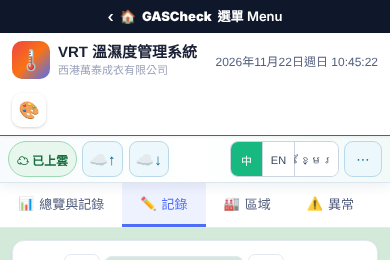 ‹ 🏠 GASCheck 選單 Menu
VRT 溫濕度管理系統
西港萬泰成衣有限公司
2026年11月22日週日 10:45:22
已上雲 ☁️↑ ☁️↓ 中 EN ខ្មែរ ⋯
📊 總覽與記錄 ✏️ 記錄 🏭 區域 ⚠️ 異常